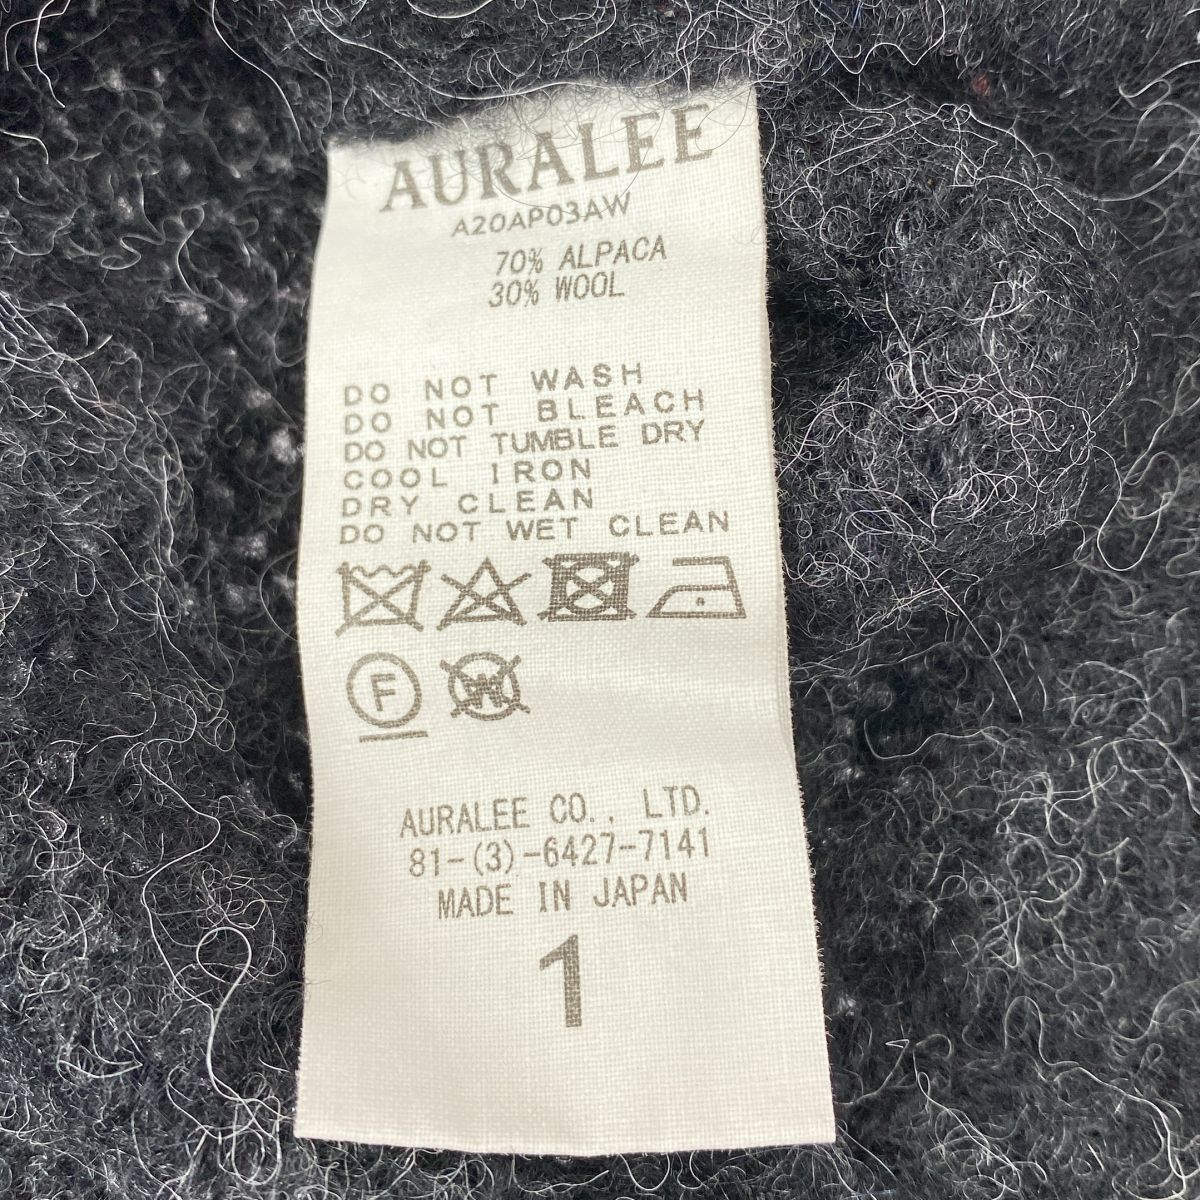 AURALEE
A20AP03AW
70% ALPACA
30% WOOL
DO NOT WASH
DO NOT BLEACH
DO NOT TUMBLE DRY
COOL IRON
DRY CLEAN
DO NOT WET CLEAN
F W
AURALEE CO., LTD.
81-(3)-6427-7141
MADE IN JAPAN
1